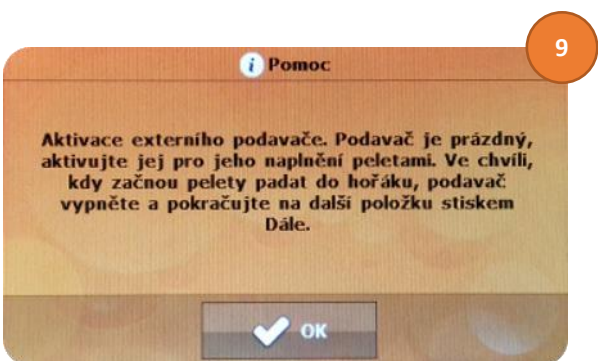 9
i Pomoc
Aktivace externího podavače. Podavač je prázdný,
aktivujte jej pro jeho naplnění peletami. Ve chvíli,
kdy začnou pelety padat do hořáku, podavač
vypněte a pokračujte na další položku stiskem
Dále.
OK